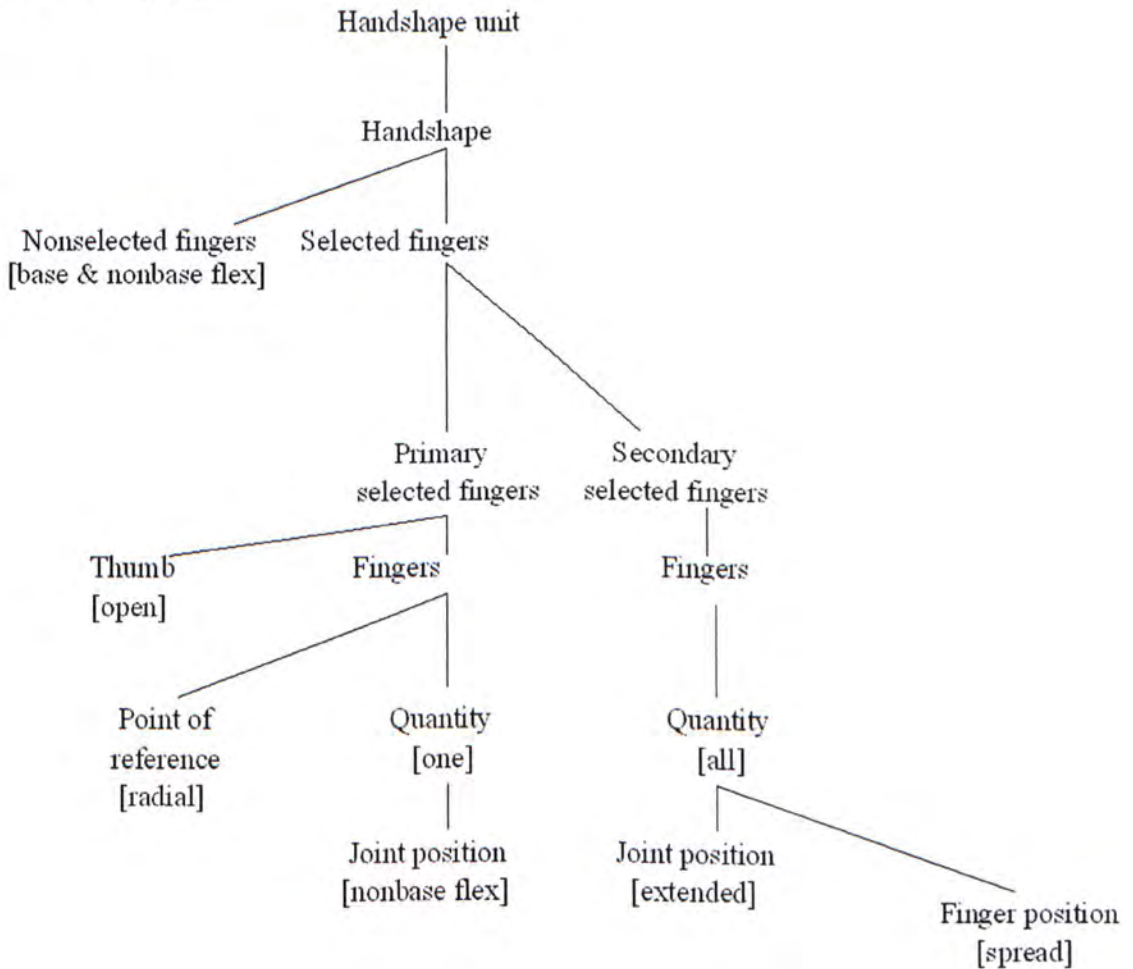 Handshape unit
Handshape
Nonselected fingers
[base & nonbase flex]
Selected fingers
Primary
selected fingers
Secondary
selected fingers
Thumb
[open]
Fingers
Fingers
Point of
reference
[radial]
Quantity
[one]
Quantity
[all]
Joint position
[nonbase flex]
Joint position
[extended]
Finger position
[spread]